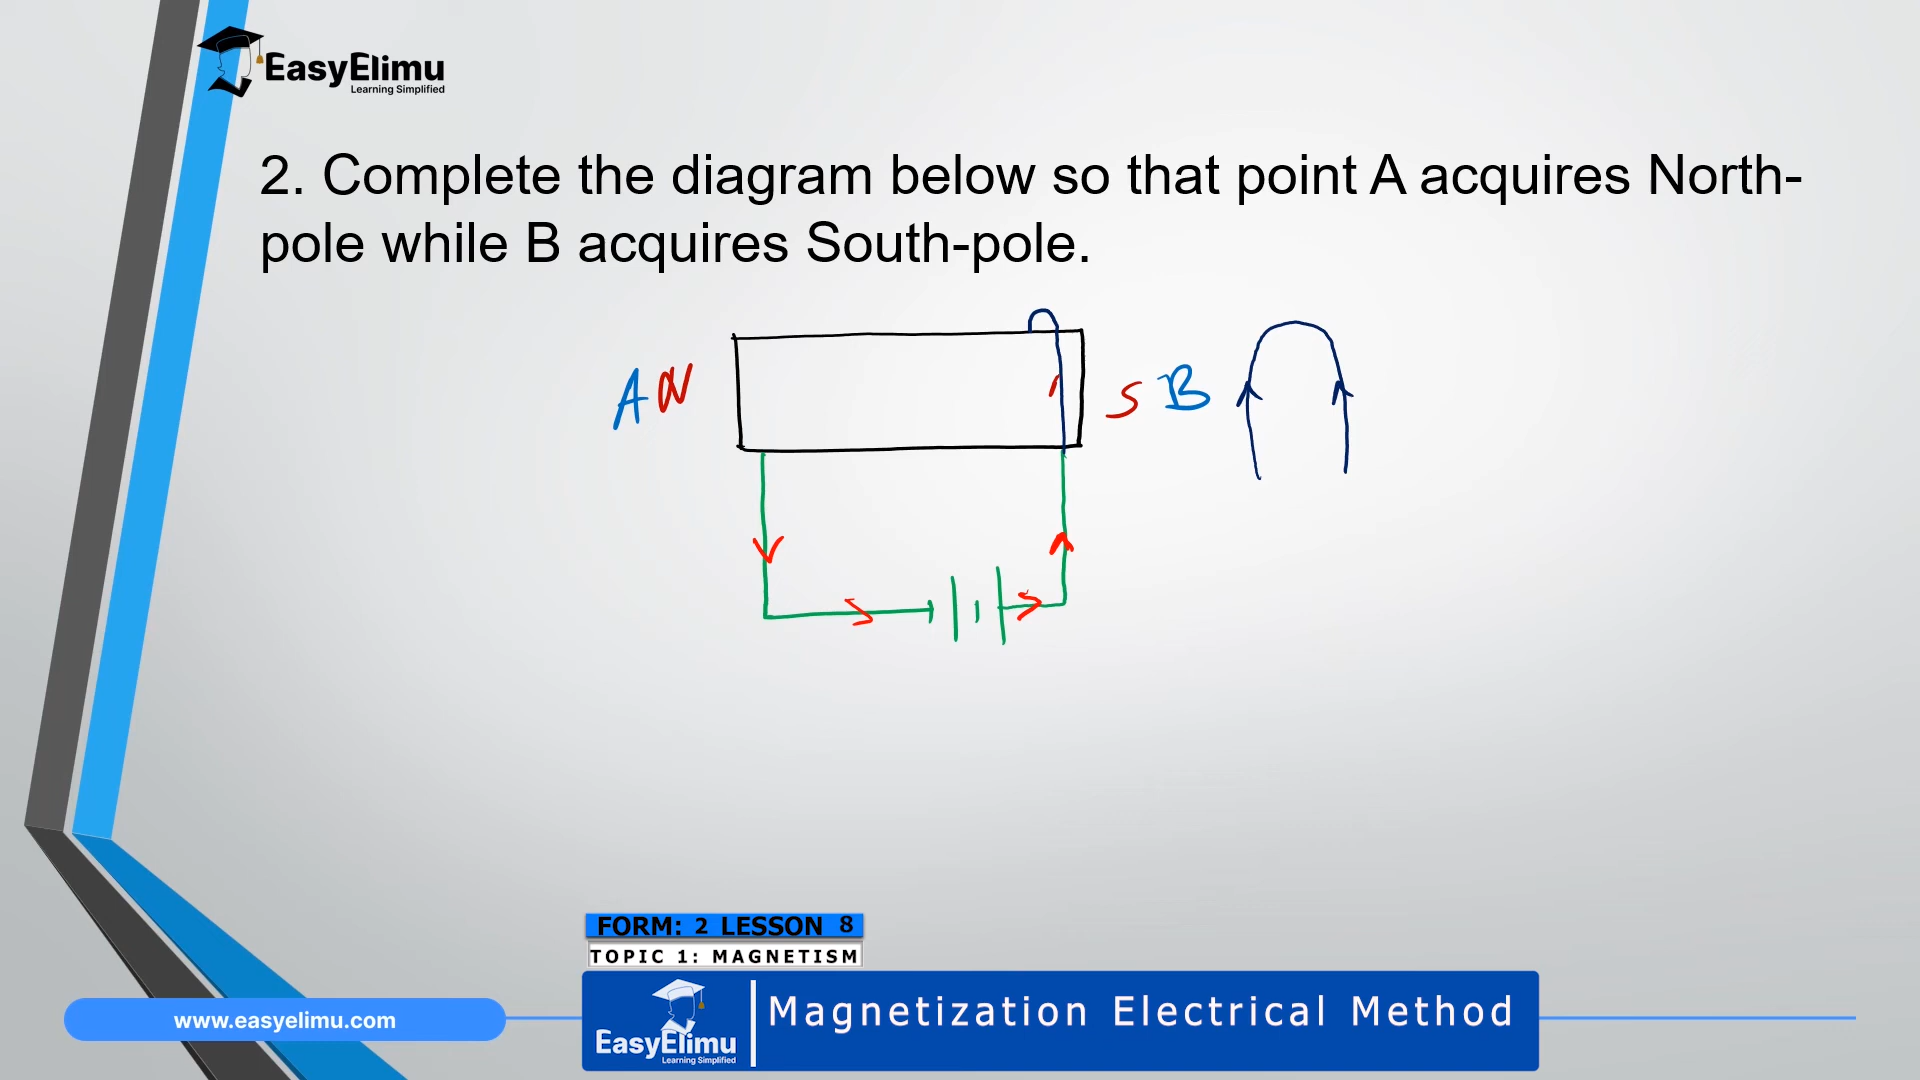 EasyElimu
Learning Simplified
2. Complete the diagram below so that point A acquires North-
pole while B acquires South-pole.
A N S B
FORM: 2 LESSON 8
TOPIC 1: MAGNETISM
Magnetization Electrical Method
www.easyelimu.com
EasyElimu
Learning Simplified